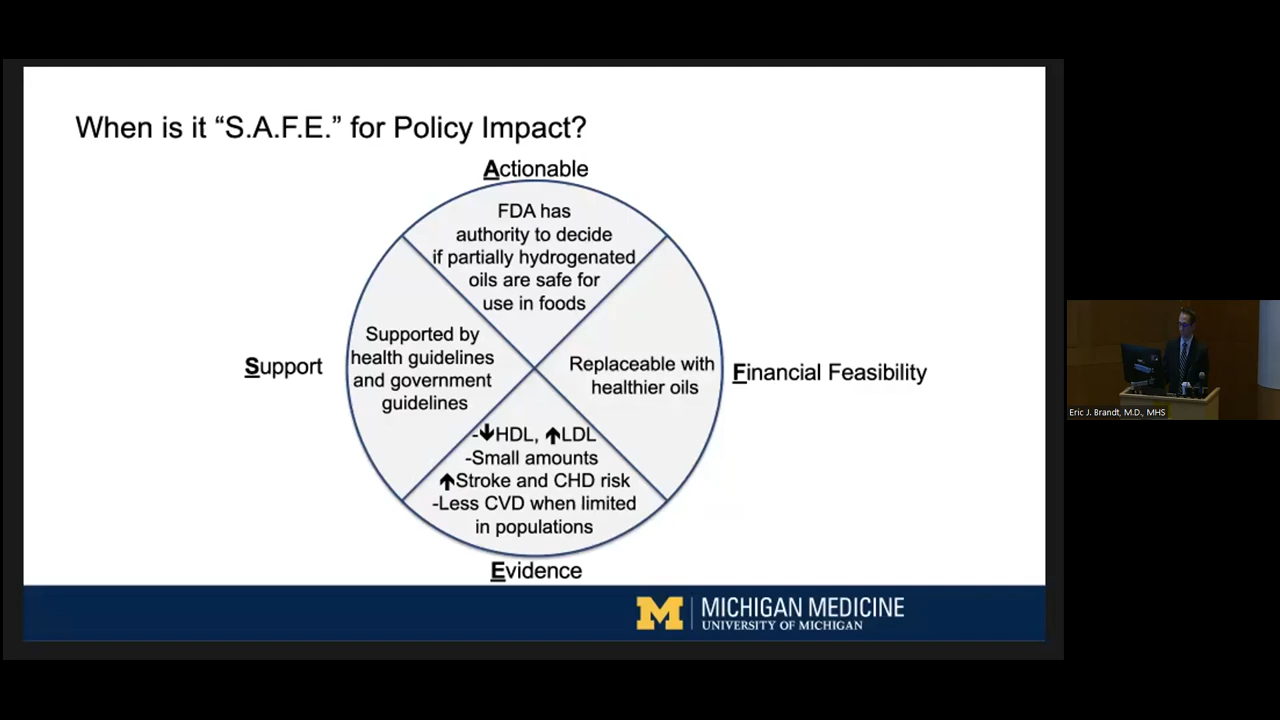 When is it “S.A.F.E.” for Policy Impact?
Actionable
FDA has
authority to decide
if partially hydrogenated
oils are safe for
use in foods
Support
Supported by
health guidelines
and government
guidelines
Replaceable with
healthier oils
Financial Feasibility
-↓HDL, ↑LDL
-Small amounts
↑Stroke and CHD risk
-Less CVD when limited
in populations
Evidence
M | MICHIGAN MEDICINE
UNIVERSITY OF MICHIGAN
Eric J. Brandt, M.D., MHS